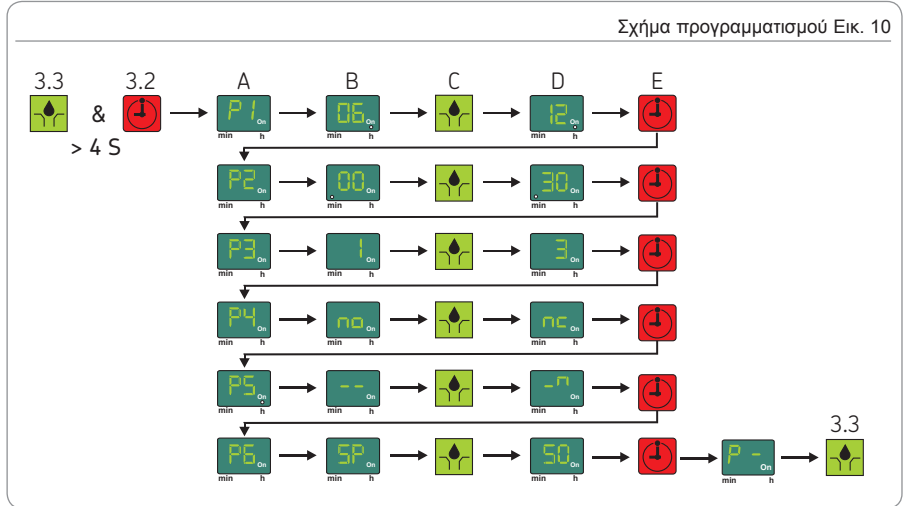 Σχήμα προγραμματισμού Εικ. 10
3.3 3.2 A B C D E
& P1 On 06 On 12 On
min h min h min h
> 4 S
P2 On 00 On 30 On
min h min h min h
P3 On 1 On 3 On
min h min h min h
P4 On no On nc On
min h min h min h
P5 On -- On -n On
min h min h min h
3.3
P6 On SP On SO On P - On
min h min h min h min h